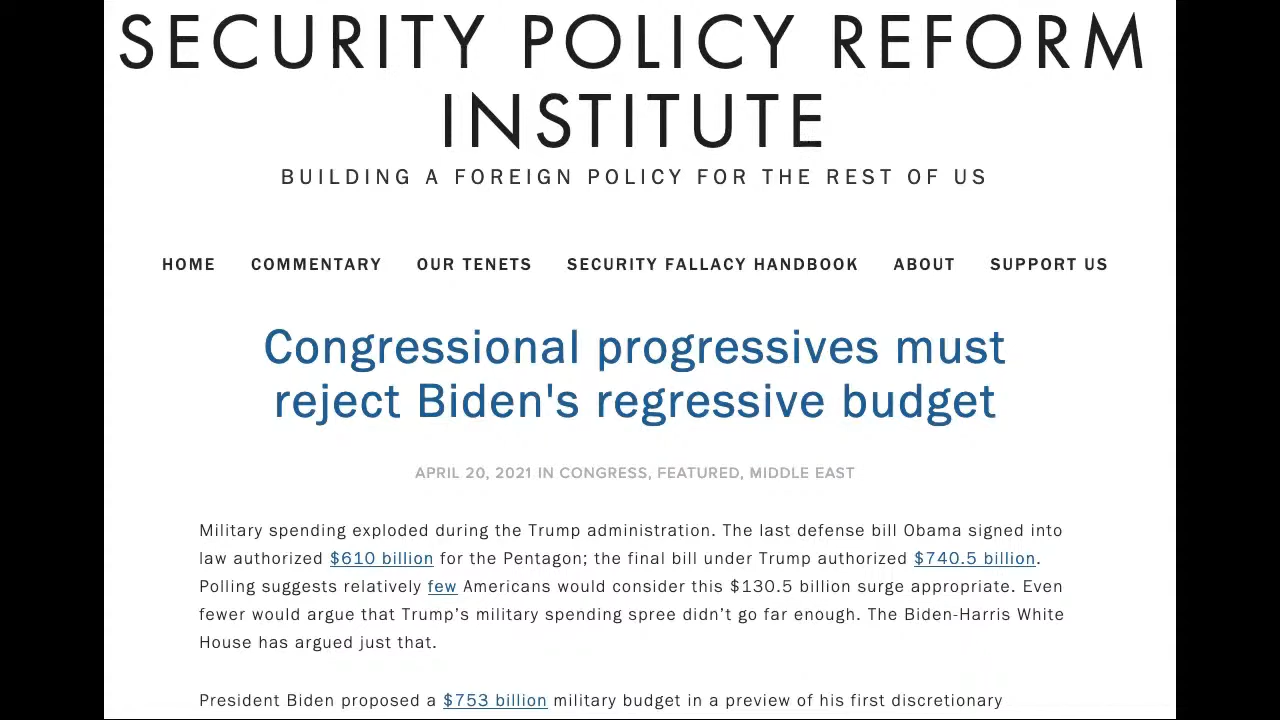 SECURITY POLICY REFORM
INSTITUTE
BUILDING A FOREIGN POLICY FOR THE REST OF US
HOME COMMENTARY OUR TENETS SECURITY FALLACY HANDBOOK ABOUT SUPPORT US
Congressional progressives must
reject Biden's regressive budget
APRIL 20, 2021 IN CONGRESS, FEATURED, MIDDLE EAST
Military spending exploded during the Trump administration. The last defense bill Obama signed into
law authorized $610 billion for the Pentagon; the final bill under Trump authorized $740.5 billion.
Polling suggests relatively few Americans would consider this $130.5 billion surge appropriate. Even
fewer would argue that Trump’s military spending spree didn’t go far enough. The Biden-Harris White
House has argued just that.
President Biden proposed a $753 billion military budget in a preview of his first discretionary